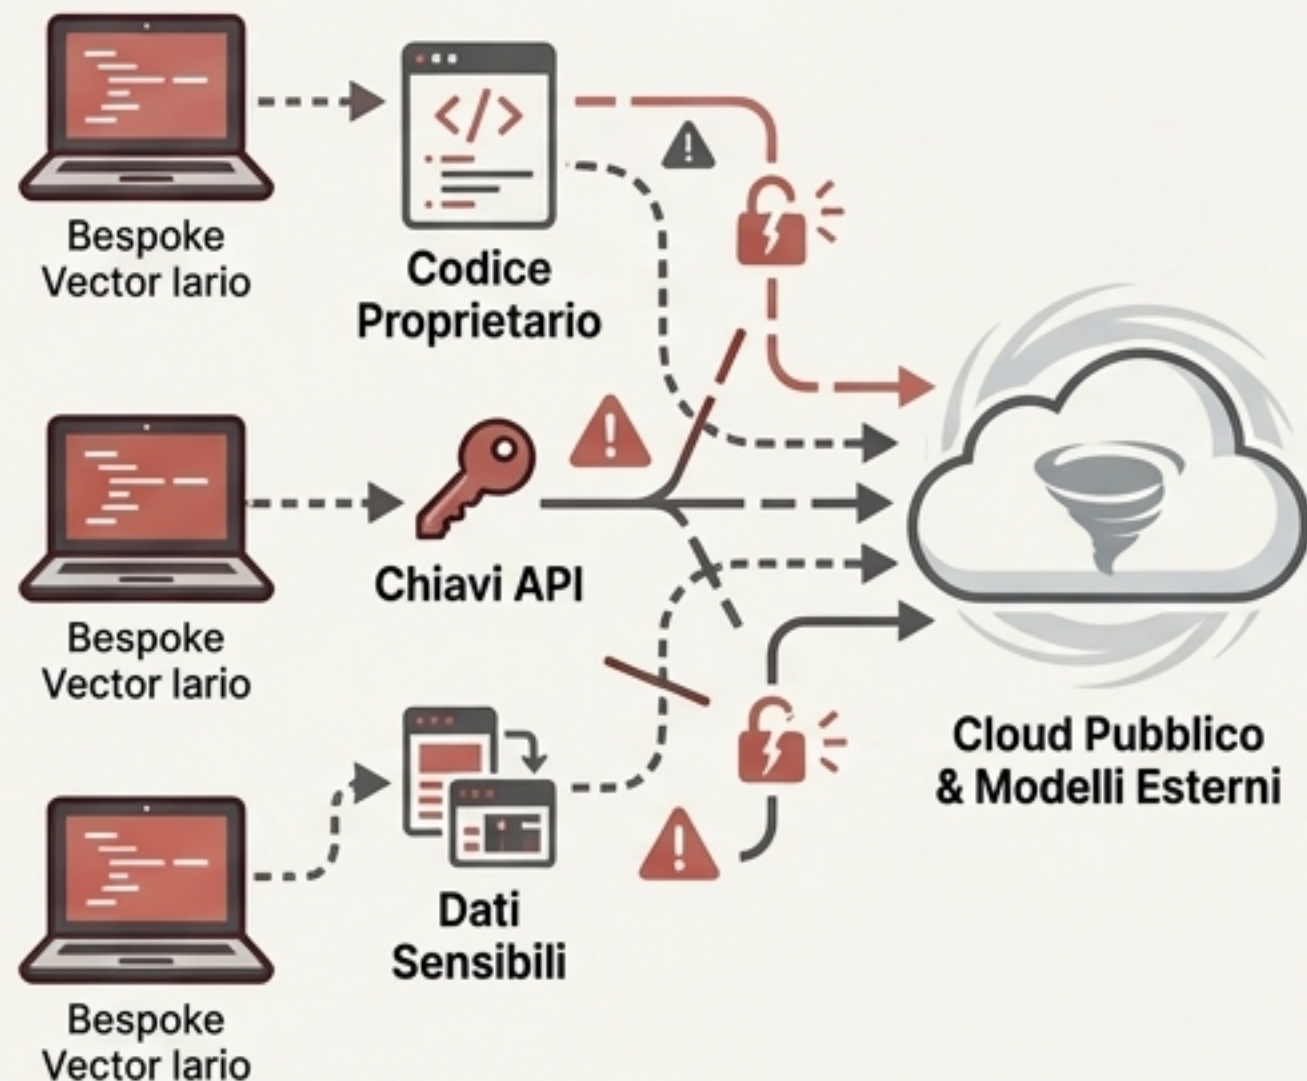 Bespoke
Vector lario
Codice
Proprietario
Bespoke
Vector lario
Chiavi API
Bespoke
Vector lario
Dati
Sensibili
Cloud Pubblico
& Modelli Esterni